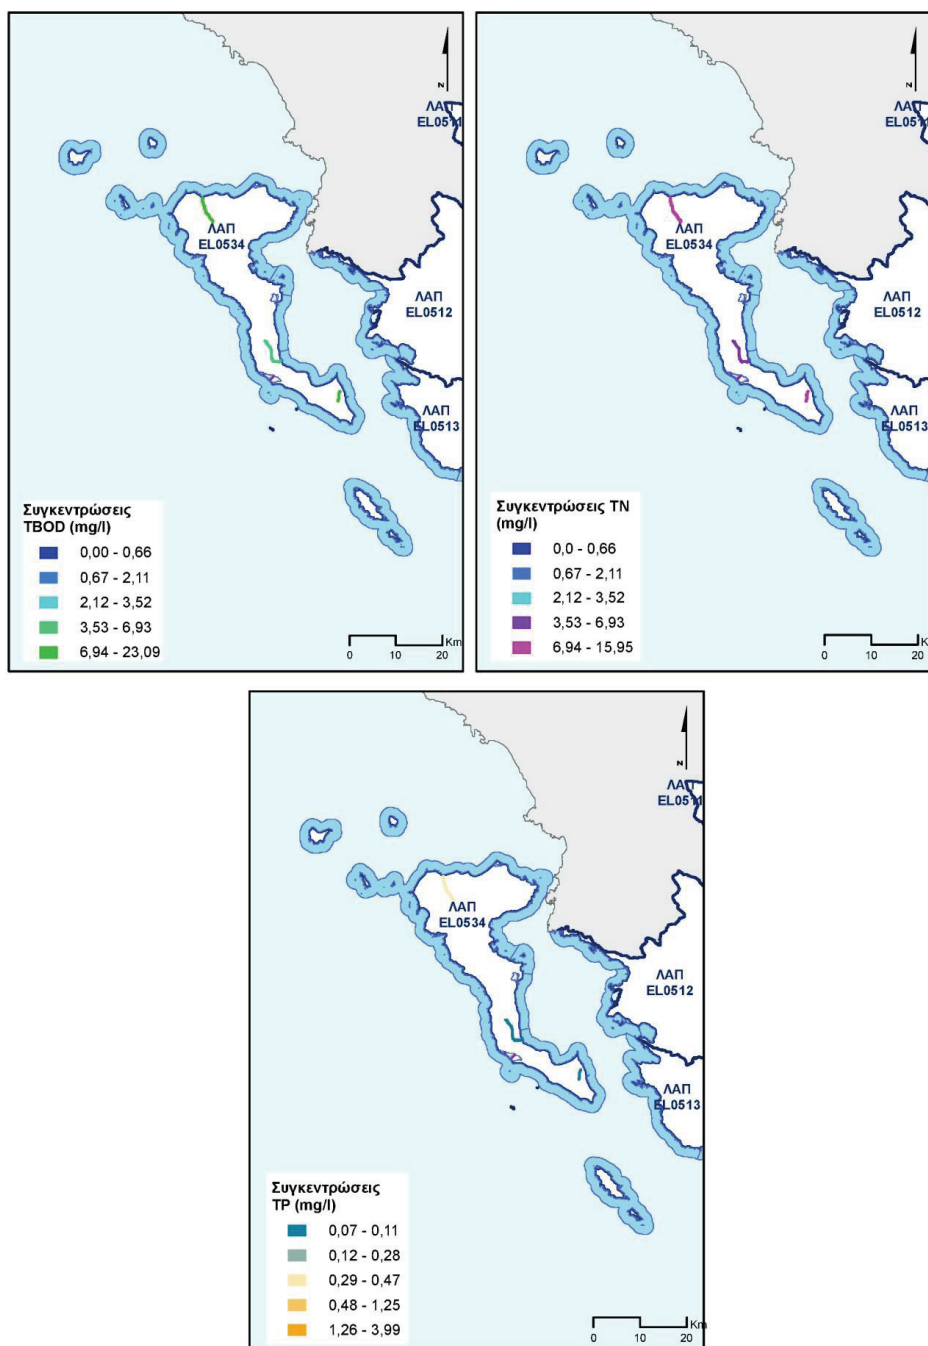 N
ΛΑΠ
EL0511
ΛΑΠ
EL0534
ΛΑΠ
EL0512
ΛΑΠ
EL0513
Συγκεντρώσεις
TBOD (mg/l)
0,00 - 0,66
0,67 - 2,11
2,12 - 3,52
3,53 - 6,93
6,94 - 23,09
Km
0 10 20
N
ΛΑΠ
EL0511
ΛΑΠ
EL0534
ΛΑΠ
EL0512
ΛΑΠ
EL0513
Συγκεντρώσεις TN
(mg/l)
0,0 - 0,66
0,67 - 2,11
2,12 - 3,52
3,53 - 6,93
6,94 - 15,95
K
0 10 20
N
ΛΑΠ
EL0511
ΛΑΠ
EL0534
ΛΑΠ
EL0512
ΛΑΠ
EL0513
Συγκεντρώσεις
TP (mg/l)
0,07 - 0,11
0,12 - 0,28
0,29 - 0,47
0,48 - 1,25
1,26 - 3,99
Km
0 10 20